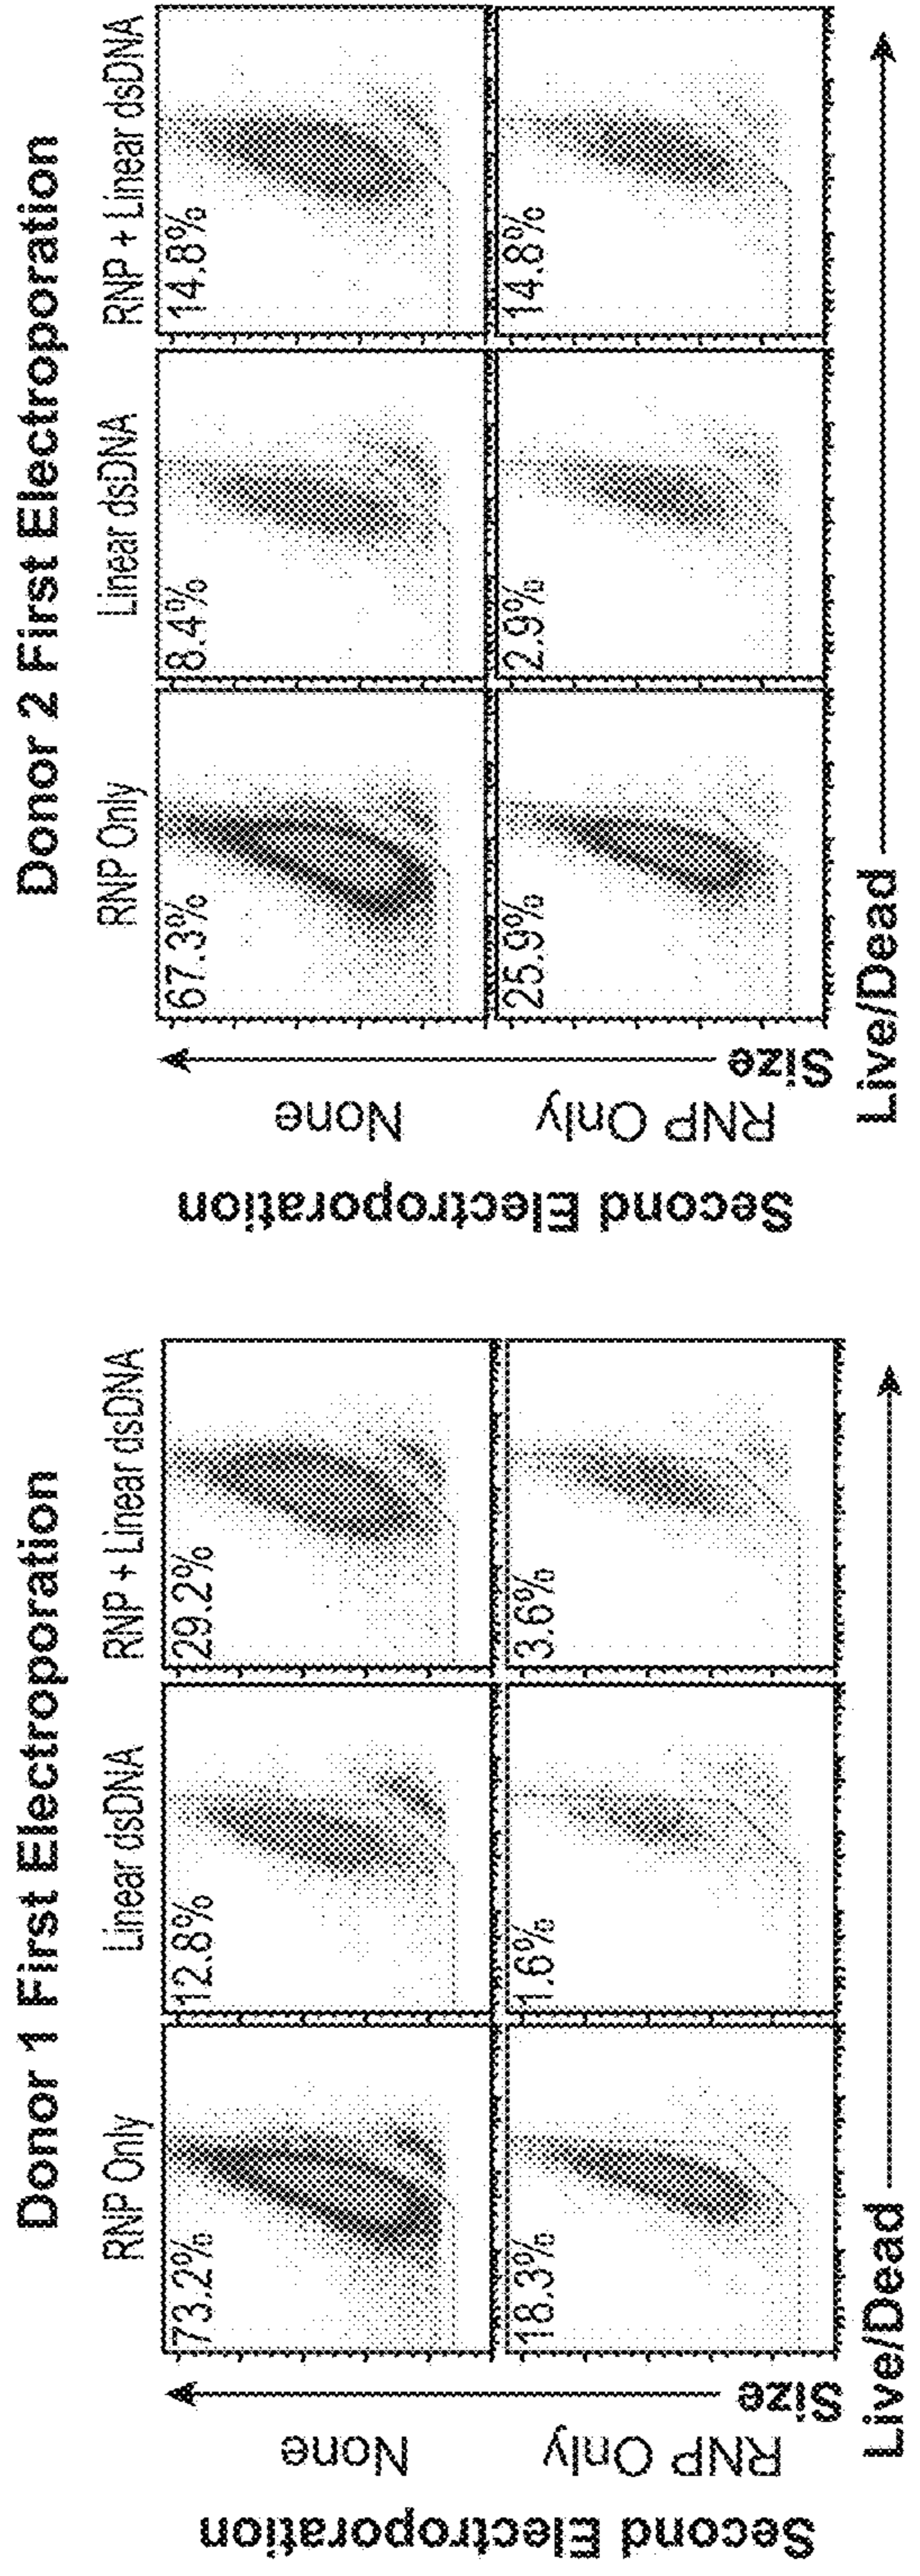 Donor 1 First Electroporation
RNP Only
Linear dsDNA
RNP + Linear dsDNA
Second Electroporation
None
73.2%
12.8%
29.2%
RNP Only
18.3%
1.6%
3.6%
Size
Live/Dead
Donor 2 First Electroporation
RNP Only
Linear dsDNA
RNP + Linear dsDNA
Second Electroporation
None
67.3%
8.4%
14.8%
RNP Only
25.9%
2.9%
14.8%
Size
Live/Dead